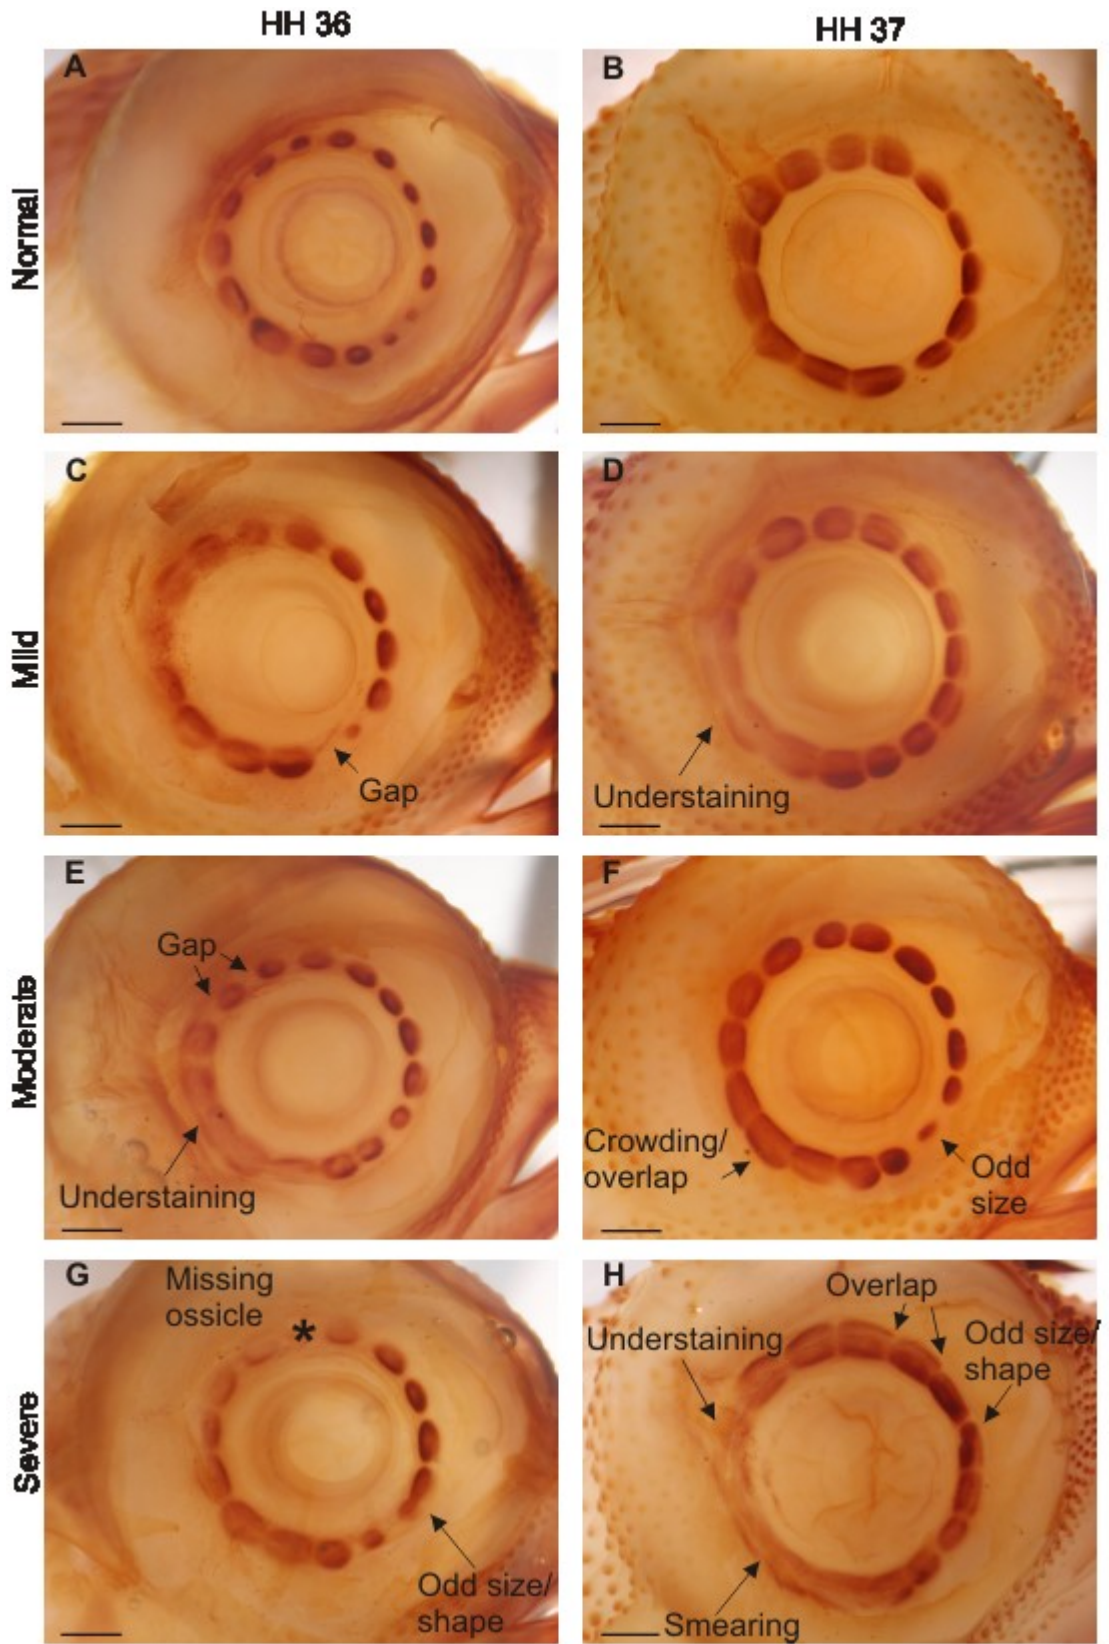 HH 36
HH 37
Normal
A
B
Mild
C
Gap
D
Understaining
Moderate
E
Gap
Understaining
F
Crowding/
overlap
Odd
size
Severe
G
Missing
ossicle
*
Odd size/
shape
H
Overlap
Understaining
Odd size/
shape
Smearing